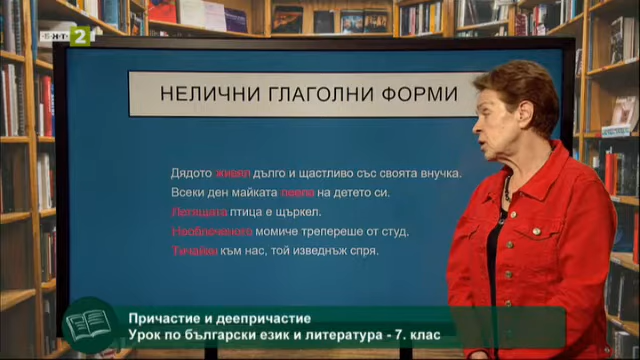 БНТ 2
НЕЛИЧНИ ГЛАГОЛНИ ФОРМИ
Дядото живял дълго и щастливо със своята внучка.
Всеки ден майката пеела на детето си.
Летящата птица е щъркел.
Необлеченото момиче трепереше от студ.
Тичайки към нас, той изведнъж спря.
Причастие и деепричастие
Урок по български език и литература - 7. клас